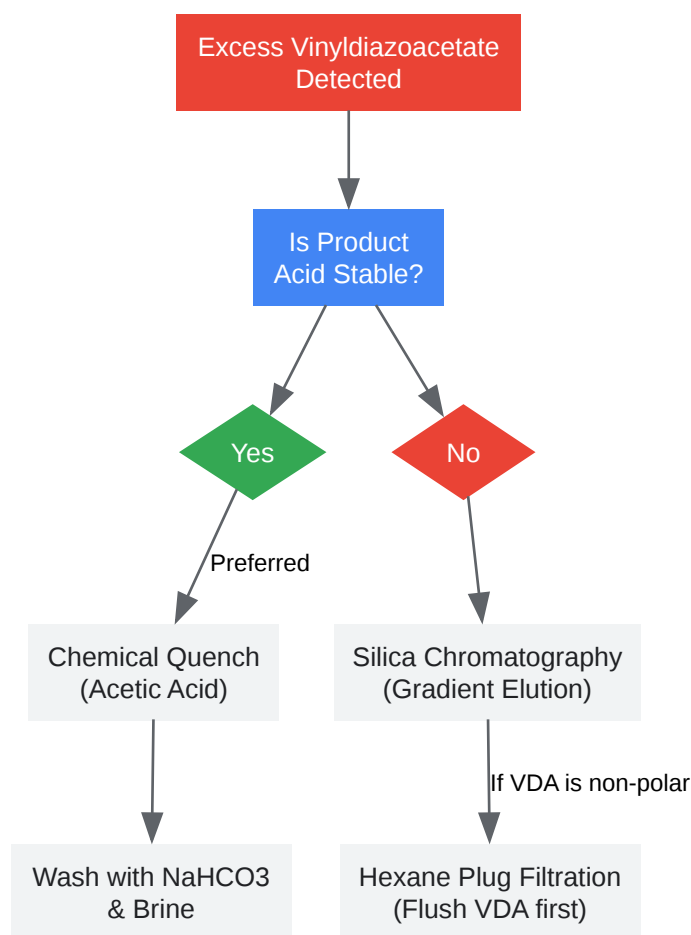 Excess Vinyldiazoacetate
Detected
Is Product
Acid Stable?
Yes
No
Preferred
Chemical Quench
(Acetic Acid)
Silica Chromatography
(Gradient Elution)
If VDA is non-polar
Wash with NaHCO3
& Brine
Hexane Plug Filtration
(Flush VDA first)